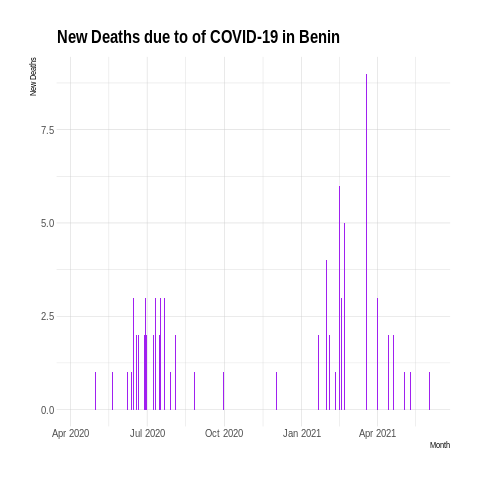 New Deaths due to of COVID-19 in Benin
New Deaths
7.5
5.0
2.5
0.0
Apr 2020 Jul 2020 Oct 2020 Jan 2021 Apr 2021
Month